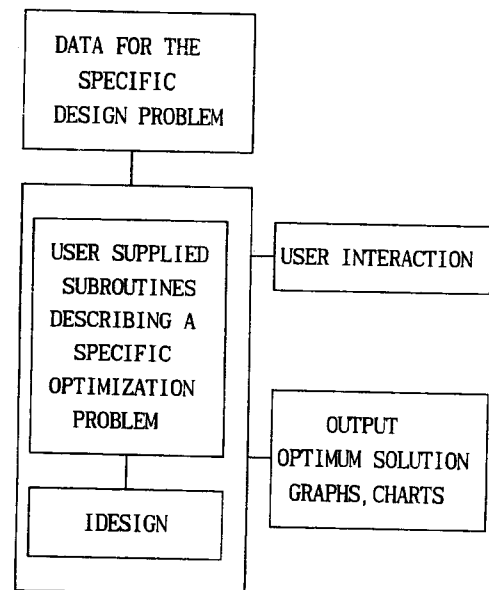 DATA FOR THE
SPECIFIC
DESIGN PROBLEM
USER SUPPLIED
SUBROUTINES
DESCRIBING A
SPECIFIC
OPTIMIZATION
PROBLEM
IDESIGN
USER INTERACTION
OUTPUT
OPTIMUM SOLUTION
GRAPHS, CHARTS